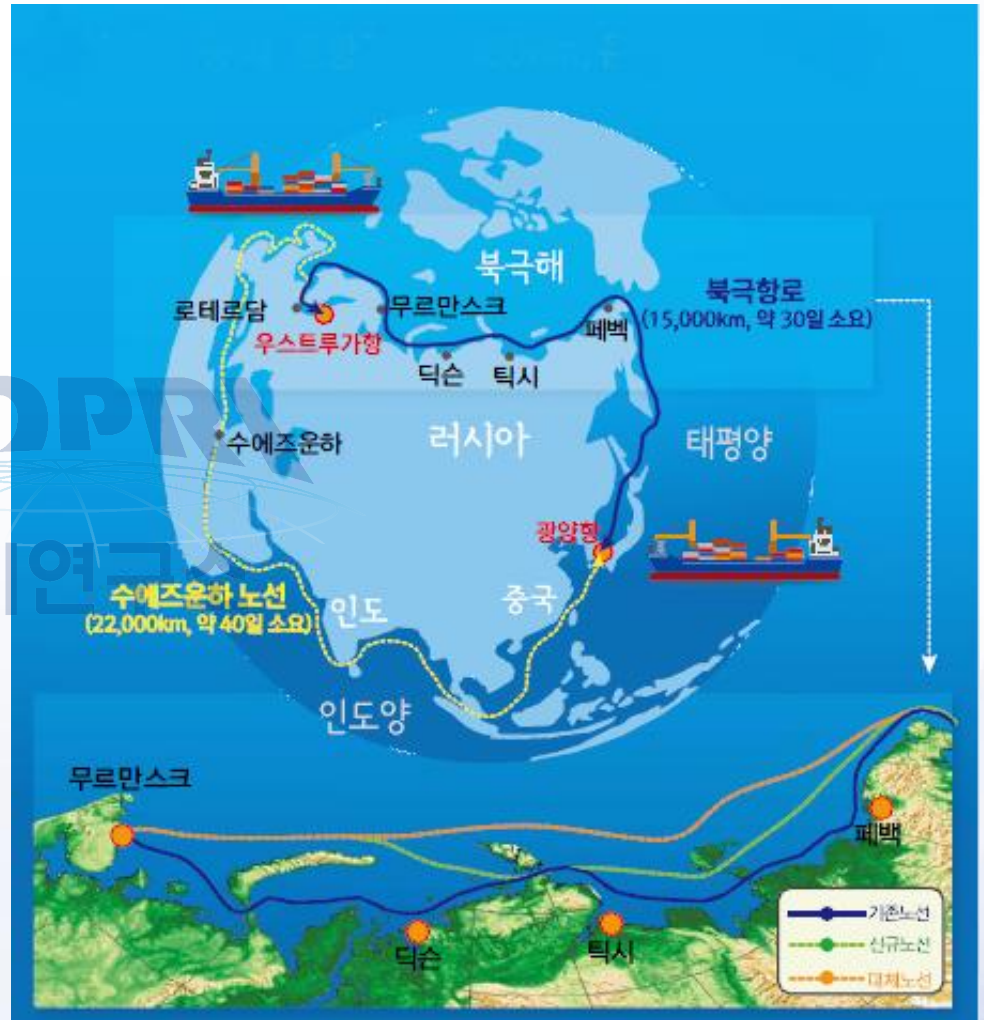 북극해
북극항로
(15,000km, 약 30일 소요)
로테르담
무르만스크
우스트루가항
페벡
딕슨
틱시
수에즈운하
러시아
태평양
광양항
수에즈운하 노선
(22,000km, 약 40일 소요)
인도
중국
인도양
무르만스크
페백
딕슨
틱시
기존노선
신규노선
대체노선